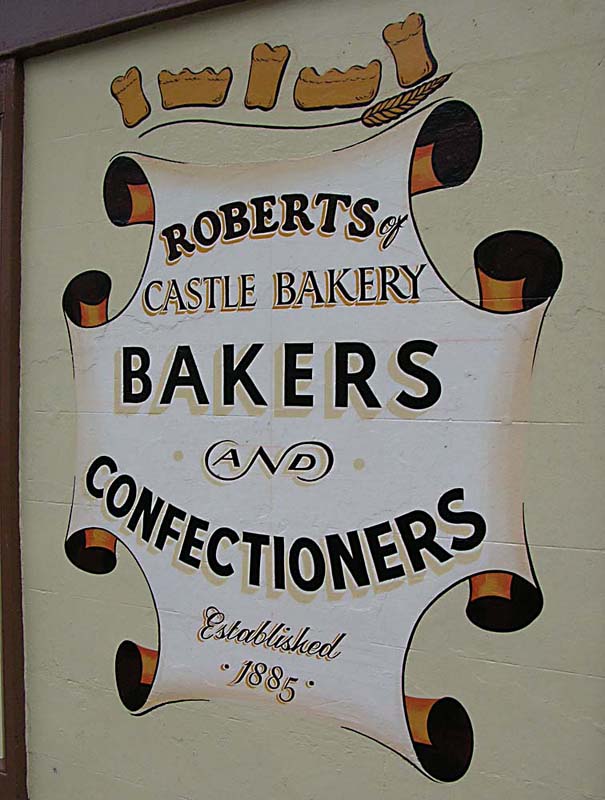 ROBERTS of
CASTLE BAKERY
BAKERS
AND
CONFECTIONERS
Established
· 1885 ·